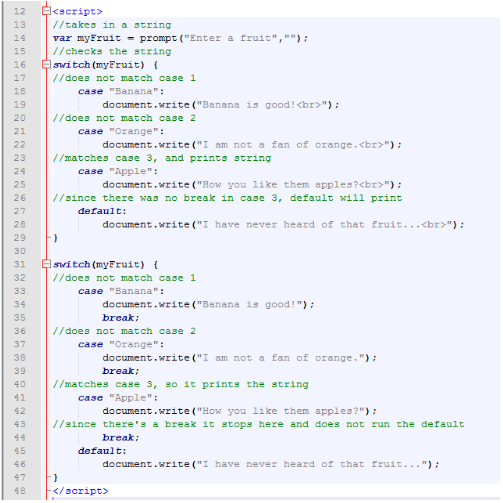 12 <script>
13 //takes in a string
14 var myFruit = prompt("Enter a fruit","");
15 //checks the string
16 switch(myFruit) {
17 //does not match case 1
18 case "Banana":
19 document.write("Banana is good!<br>");
20 //does not match case 2
21 case "Orange":
22 document.write("I am not a fan of orange.<br>");
23 //matches case 3, and prints string
24 case "Apple":
25 document.write("How you like them apples?<br>");
26 //since there was no break in case 3, default will print
27 default:
28 document.write("I have never heard of that fruit...<br>");
29 }
30
31 switch(myFruit) {
32 //does not match case 1
33 case "Banana":
34 document.write("Banana is good!");
35 break;
36 //does not match case 2
37 case "Orange":
38 document.write("I am not a fan of orange.");
39 break;
40 //matches case 3, so it prints the string
41 case "Apple":
42 document.write("How you like them apples?");
43 //since there's a break it stops here and does not run the default
44 break;
45 default:
46 document.write("I have never heard of that fruit...");
47 }
48 </script>